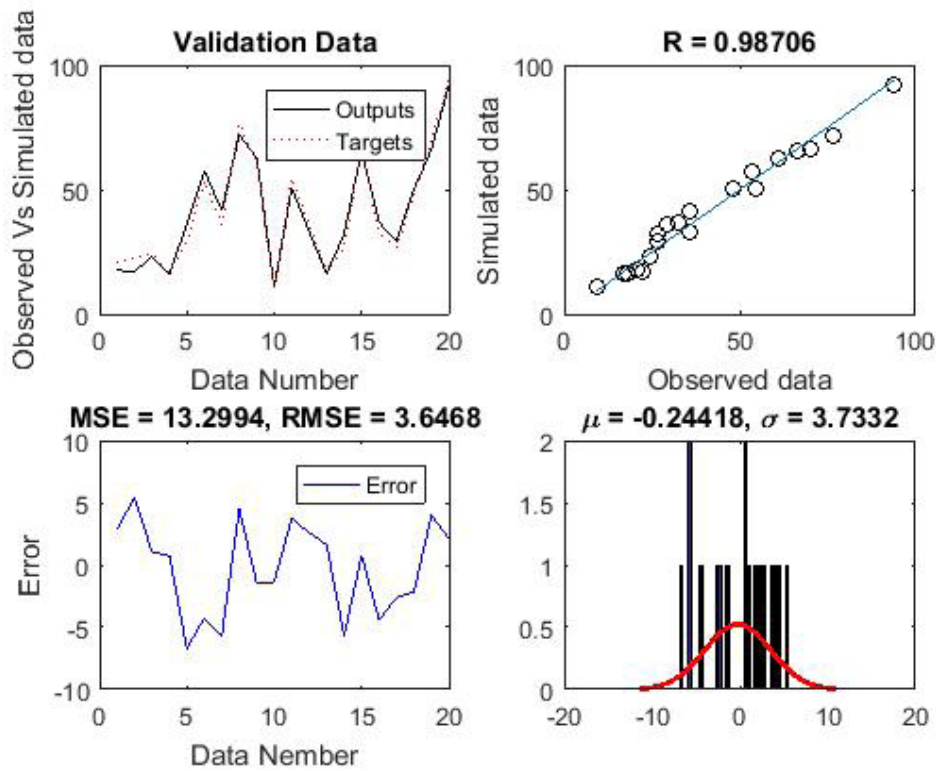 Validation Data
Observed Vs Simulated data
100
50
0
Outputs
Targets
0
5
10
15
20
Data Number
R = 0.98706
Simulated data
100
50
0
0
50
100
Observed data
MSE = 13.2994, RMSE = 3.6468
Error
10
5
0
-5
-10
Error
0
5
10
15
20
Data Nember
μ = -0.24418, σ = 3.7332
2
1.5
1
0.5
0
-20
-10
0
10
20